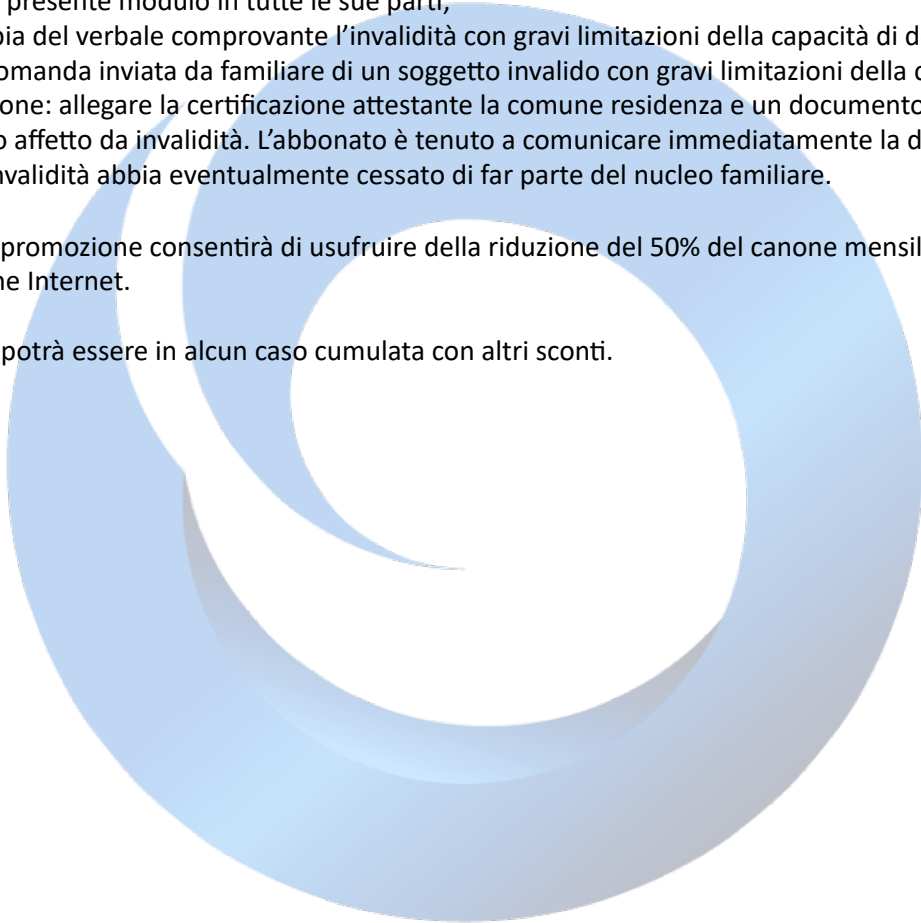 presente modulo in tutte le sue parti,
del verbale comprovante l’invalidità con gravi limitazioni della capacità di d
omanda inviata da familiare di un soggetto invalido con gravi limitazioni della c
one: allegare la certificazione attestante la comune residenza e un documento
o affetto da invalidità. L’abbonato è tenuto a comunicare immediatamente la d
nvalidità abbia eventualmente cessato di far parte del nucleo familiare.
promozione consentirà di usufruire della riduzione del 50% del canone mensil
ne Internet.
potrà essere in alcun caso cumulata con altri sconti.